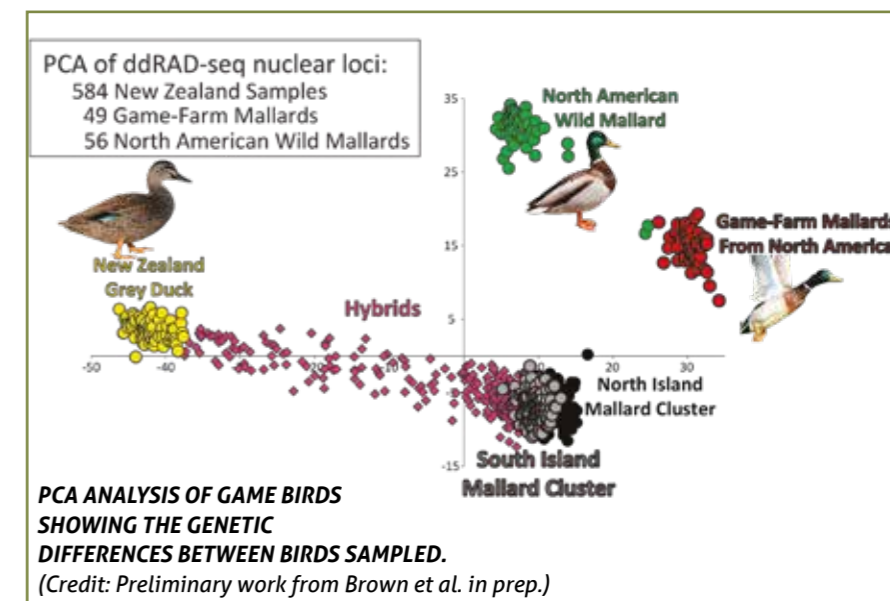 PCA of ddRAD-seq nuclear loci:
584 New Zealand Samples
49 Game-Farm Mallards
56 North American Wild Mallards
35
North American
Wild Mallard
25
Game-Farm Mallards
From North America
15
New Zealand
Grey Duck
Hybrids
5
-50
-40
-20
20
30
North Island
Mallard Cluster
-15
South Island
Mallard Cluster
PCA ANALYSIS OF GAME BIRDS
SHOWING THE GENETIC
DIFFERENCES BETWEEN BIRDS SAMPLED.
(Credit: Preliminary work from Brown et al. in prep.)